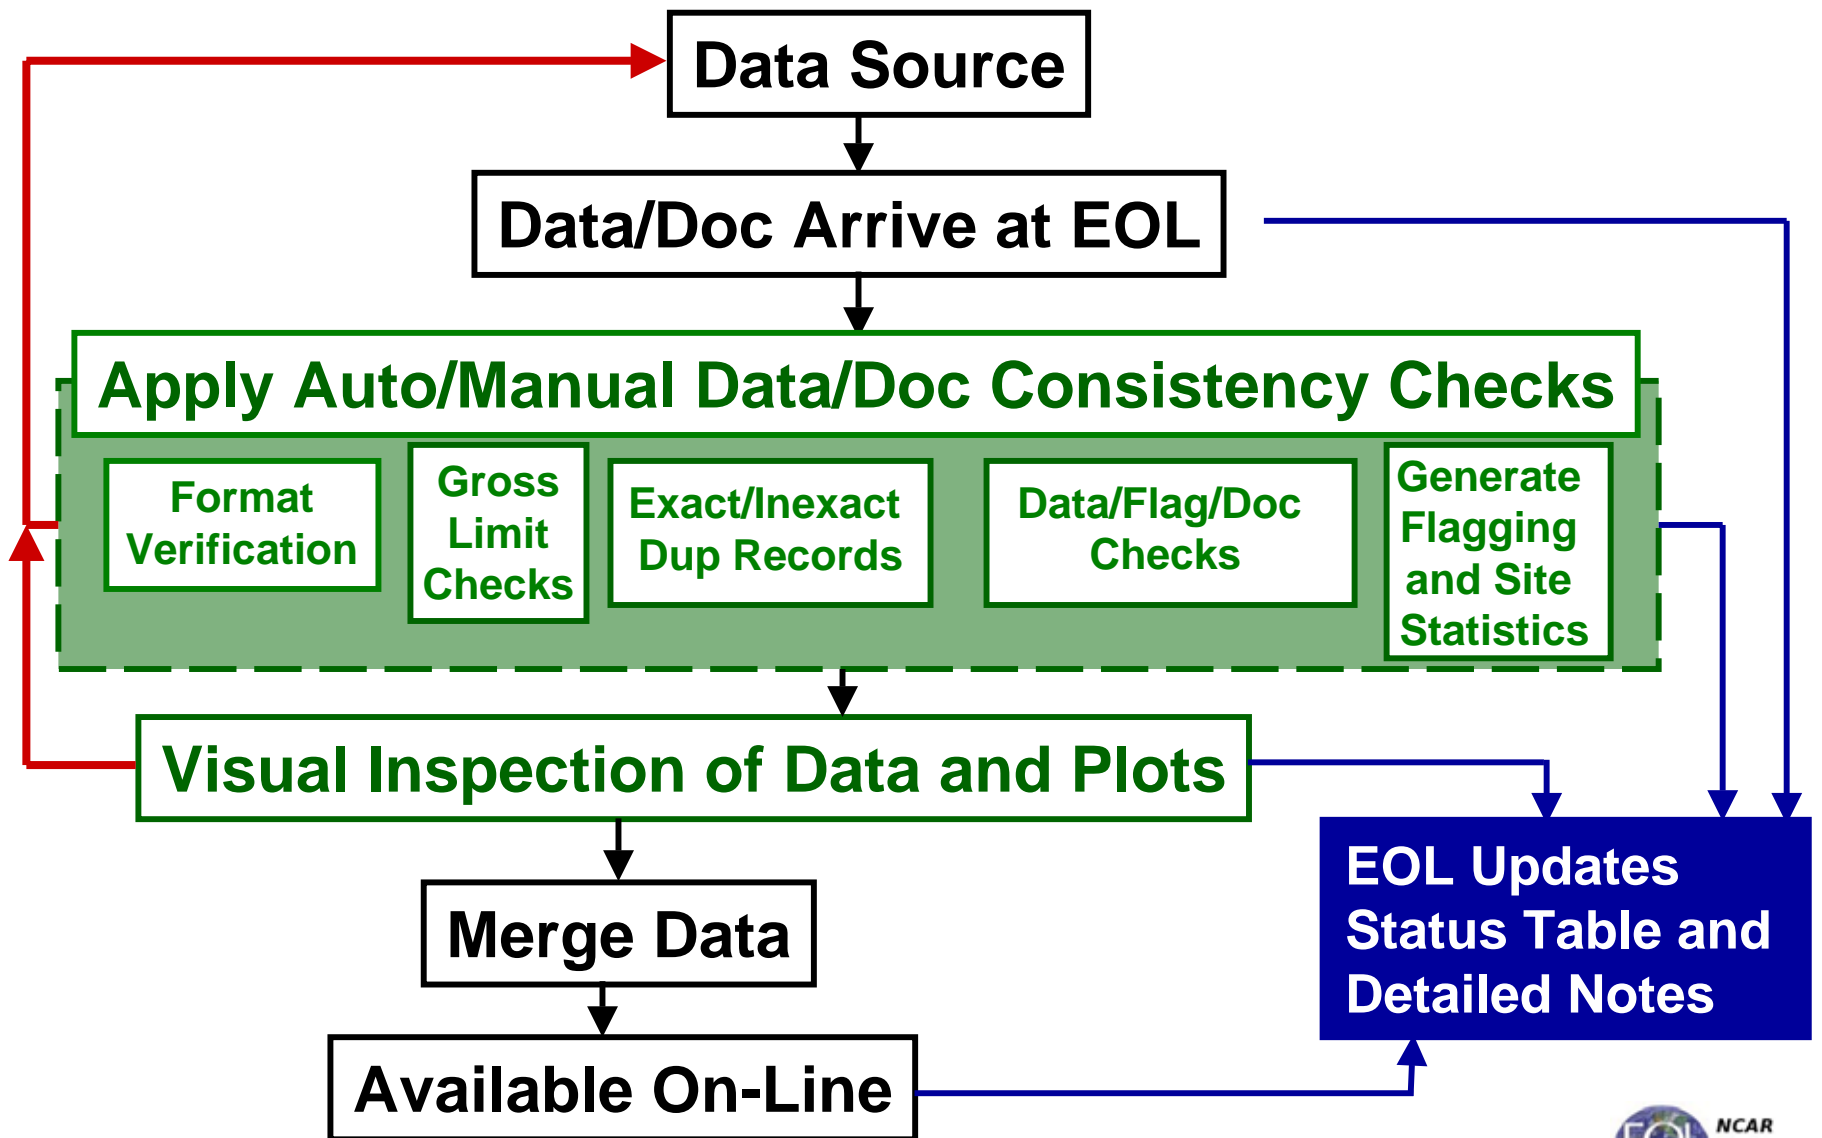 Data Source
Data/Doc Arrive at EOL
Apply Auto/Manual Data/Doc Consistency Checks
Format
Verification
Gross
Limit
Checks
Exact/Inexact
Dup Records
Data/Flag/Doc
Checks
Generate
Flagging
and Site
Statistics
Visual Inspection of Data and Plots
EOL Updates
Status Table and
Detailed Notes
Merge Data
Available On-Line
EOL
NCAR